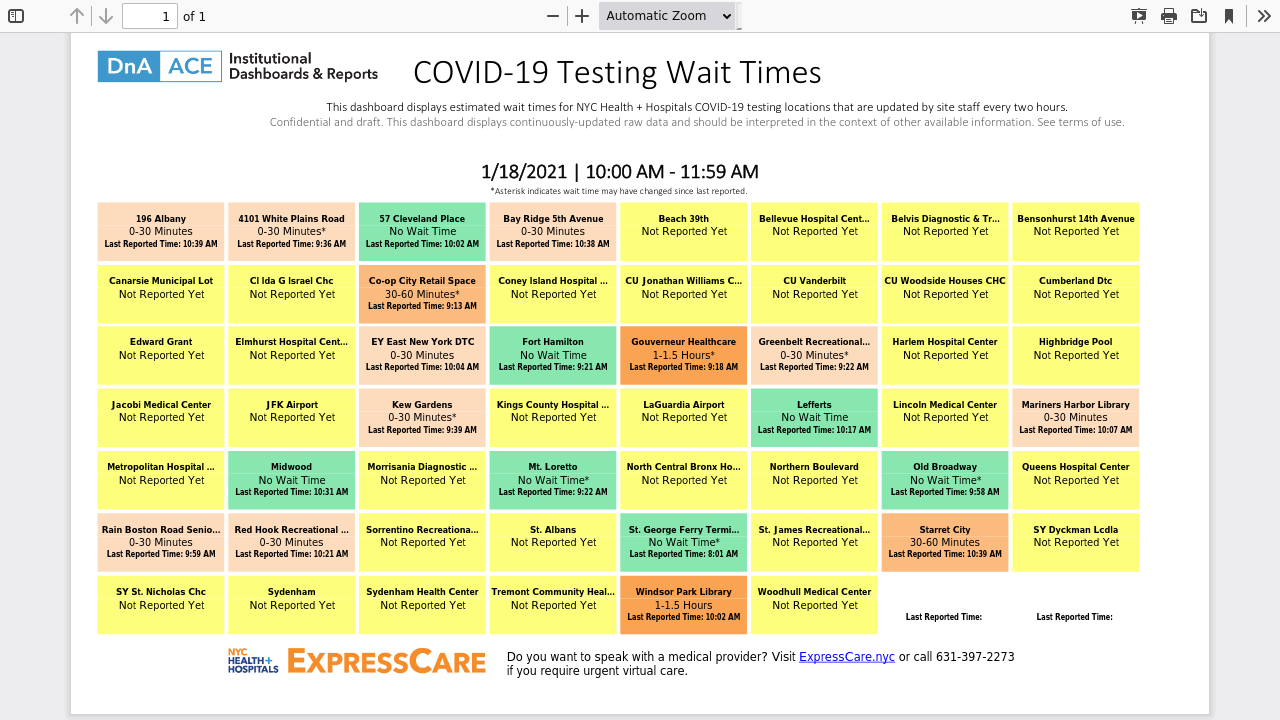 1
of 1
Automatic Zoom
DnA ACE Institutional
Dashboards & Reports
COVID-19 Testing Wait Times
This dashboard displays estimated wait times for NYC Health + Hospitals COVID-19 testing locations that are updated by site staff every two hours.
Confidential and draft. This dashboard displays continuously-updated raw data and should be interpreted in the context of other available information. See terms of use.
1/18/2021 | 10:00 AM - 11:59 AM
*Asterisk indicates wait time may have changed since last reported.
196 Albany
0-30 Minutes
Last Reported Time: 10:39 AM
4101 White Plains Road
0-30 Minutes*
Last Reported Time: 9:36 AM
57 Cleveland Place
No Wait Time
Last Reported Time: 10:02 AM
Bay Ridge 5th Avenue
0-30 Minutes
Last Reported Time: 10:38 AM
Beach 39th
Not Reported Yet
Bellevue Hospital Cent...
Not Reported Yet
Belvis Diagnostic & Tr...
Not Reported Yet
Bensonhurst 14th Avenue
Not Reported Yet
Canarsie Municipal Lot
Not Reported Yet
CI Ida G Israel Chc
Not Reported Yet
Co-op City Retail Space
30-60 Minutes*
Last Reported Time: 9:13 AM
Coney Island Hospital ...
Not Reported Yet
CU Jonathan Williams C...
Not Reported Yet
CU Vanderbilt
Not Reported Yet
CU Woodside Houses CHC
Not Reported Yet
Cumberland Dtc
Not Reported Yet
Edward Grant
Not Reported Yet
Elmhurst Hospital Cent...
Not Reported Yet
EY East New York DTC
0-30 Minutes
Last Reported Time: 10:04 AM
Fort Hamilton
No Wait Time
Last Reported Time: 9:21 AM
Gouverneur Healthcare
1-1.5 Hours*
Last Reported Time: 9:18 AM
Greenbelt Recreational...
0-30 Minutes*
Last Reported Time: 9:22 AM
Harlem Hospital Center
Not Reported Yet
Highbridge Pool
Not Reported Yet
Jacobi Medical Center
Not Reported Yet
JFK Airport
Not Reported Yet
Kew Gardens
0-30 Minutes*
Last Reported Time: 9:39 AM
Kings County Hospital ...
Not Reported Yet
LaGuardia Airport
Not Reported Yet
Lefferts
No Wait Time
Last Reported Time: 10:17 AM
Lincoln Medical Center
Not Reported Yet
Mariners Harbor Library
0-30 Minutes
Last Reported Time: 10:07 AM
Metropolitan Hospital ...
Not Reported Yet
Midwood
No Wait Time
Last Reported Time: 10:31 AM
Morrisania Diagnostic ...
Not Reported Yet
Mt. Loretto
No Wait Time*
Last Reported Time: 9:22 AM
North Central Bronx Ho...
Not Reported Yet
Northern Boulevard
Not Reported Yet
Old Broadway
No Wait Time*
Last Reported Time: 9:58 AM
Queens Hospital Center
Not Reported Yet
Rain Boston Road Senio...
0-30 Minutes
Last Reported Time: 9:59 AM
Red Hook Recreational ...
0-30 Minutes
Last Reported Time: 10:21 AM
Sorrentino Recreationa...
Not Reported Yet
St. Albans
Not Reported Yet
St. George Ferry Termi...
No Wait Time*
Last Reported Time: 8:01 AM
St. James Recreational...
Not Reported Yet
Starret City
30-60 Minutes
Last Reported Time: 10:39 AM
SY Dyckman Lcdla
Not Reported Yet
SY St. Nicholas Chc
Not Reported Yet
Sydenham
Not Reported Yet
Sydenham Health Center
Not Reported Yet
Tremont Community Heal...
Not Reported Yet
Windsor Park Library
1-1.5 Hours
Last Reported Time: 10:02 AM
Woodhull Medical Center
Not Reported Yet
Last Reported Time:
Last Reported Time:
NYC
HEALTH+
HOSPITALS
EXPRESSCARE
Do you want to speak with a medical provider? Visit ExpressCare.nyc or call 631-397-2273
if you require urgent virtual care.